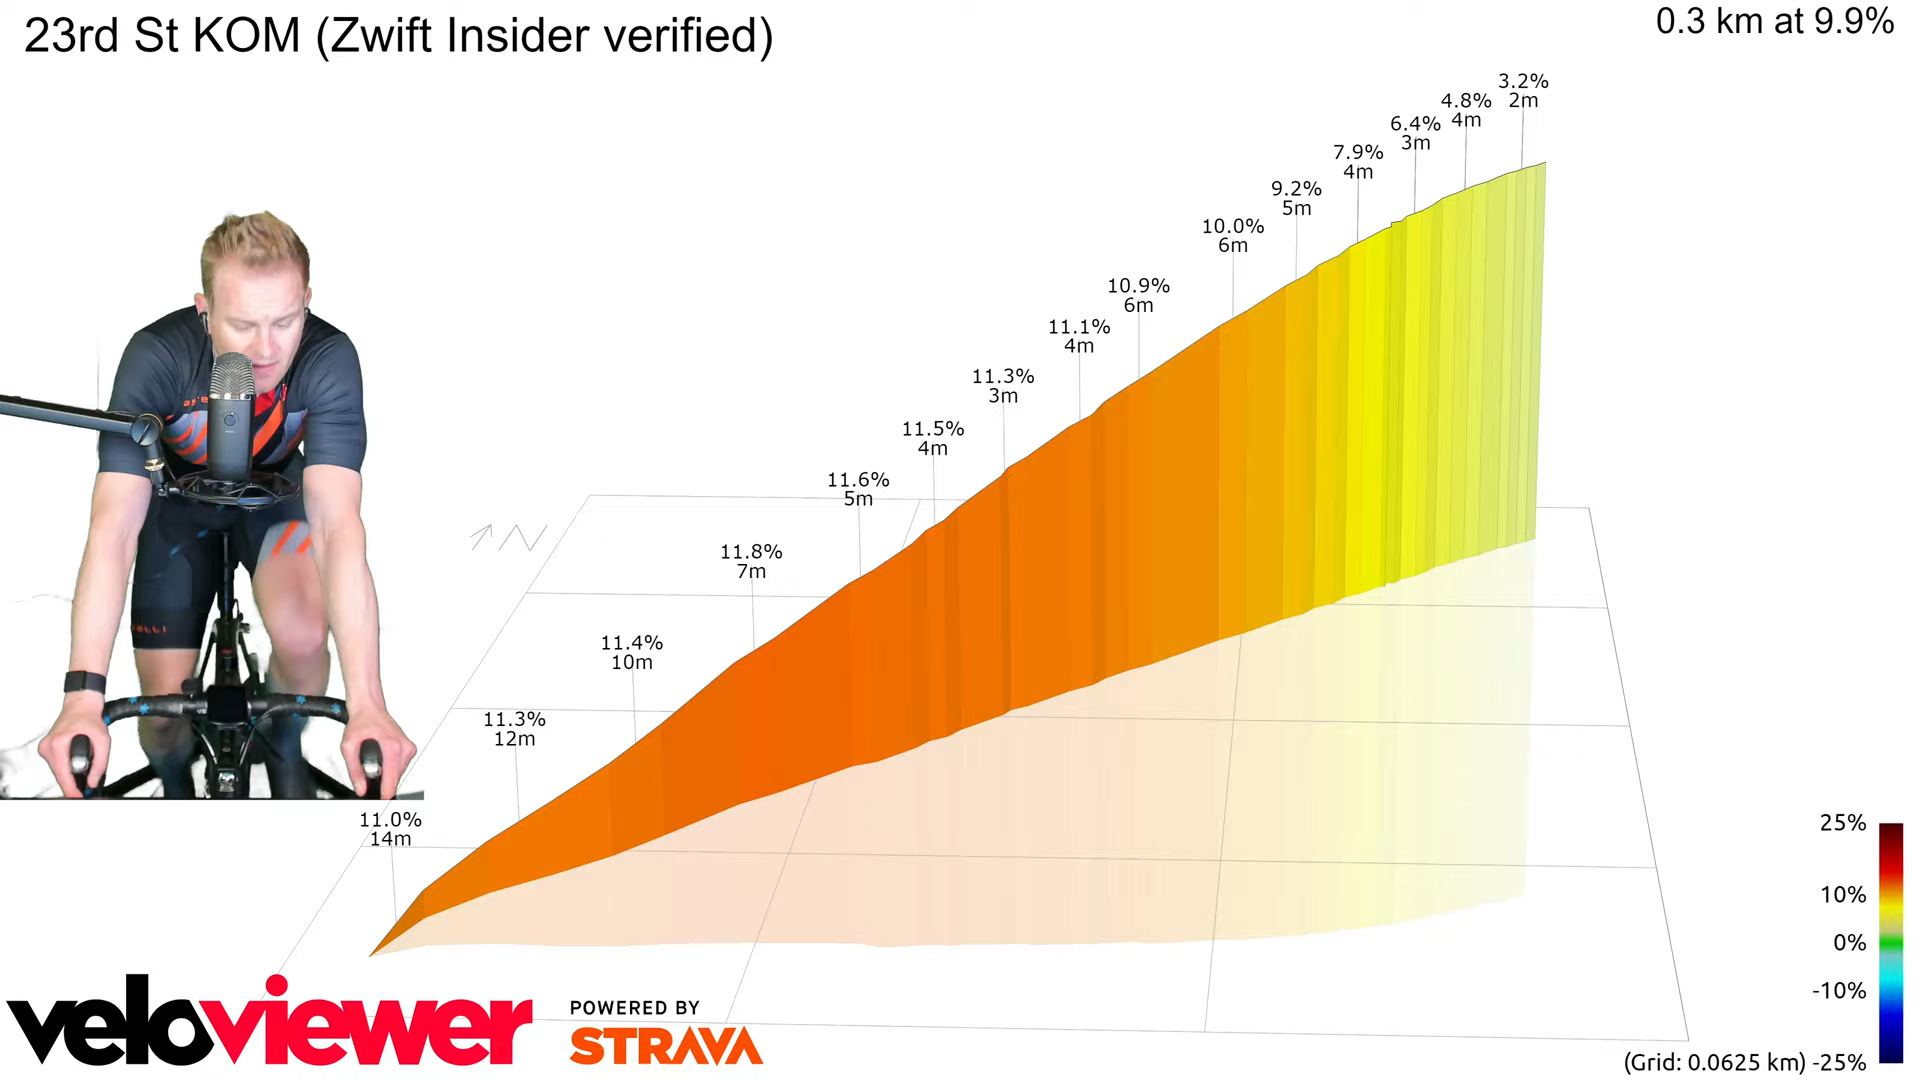 23rd St KOM (Zwift Insider verified)
0.3 km at 9.9%
3.2%
2m
4.8%
4m
6.4%
3m
7.9%
4m
9.2%
5m
10.0%
6m
10.9%
6m
11.1%
4m
11.3%
3m
11.5%
4m
11.6%
5m
11.8%
7m
11.4%
10m
11.3%
12m
11.0%
14m
N
25%
10%
0%
-10%
-25%
(Grid: 0.0625 km)
veloviewer
POWERED BY
STRAVA